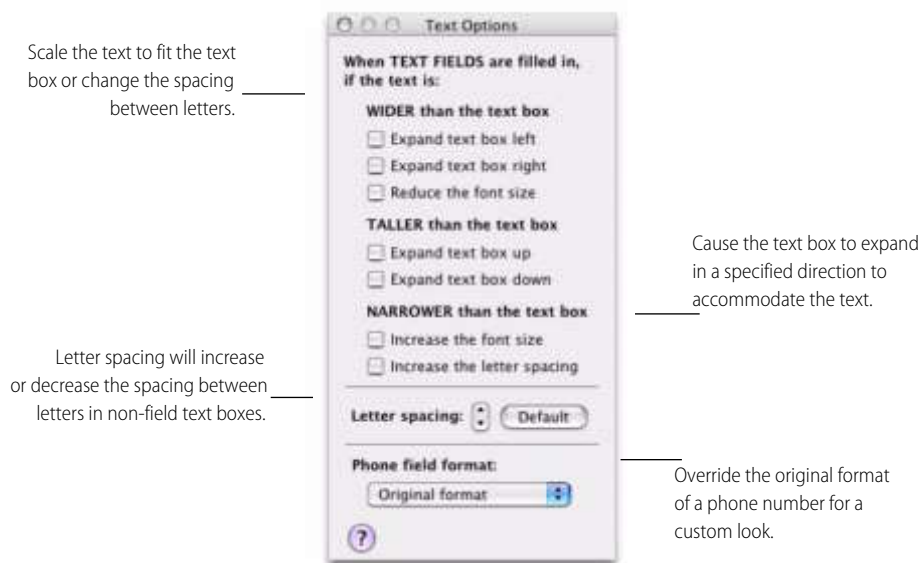 Text Options
Scale the text to fit the text
box or change the spacing
between letters.
When TEXT FIELDS are filled in,
if the text is:
WIDER than the text box
Expand text box left
Expand text box right
Reduce the font size
TALLER than the text box
Expand text box up
Expand text box down
Cause the text box to expand
in a specified direction to
accommodate the text.
NARROWER than the text box
Increase the font size
Increase the letter spacing
Letter spacing will increase
or decrease the spacing between
letters in non-field text boxes.
Letter spacing:
Default
Phone field format:
Original format
?
Override the original format
of a phone number for a
custom look.